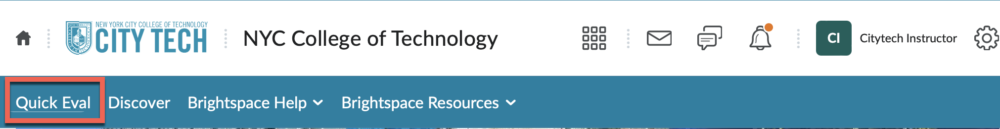 NEW YORK CITY COLLEGE OF TECHNOLOGY
CITY TECH
NYC College of Technology
CI
Citytech Instructor
Quick Eval
Discover
Brightspace Help
Brightspace Resources